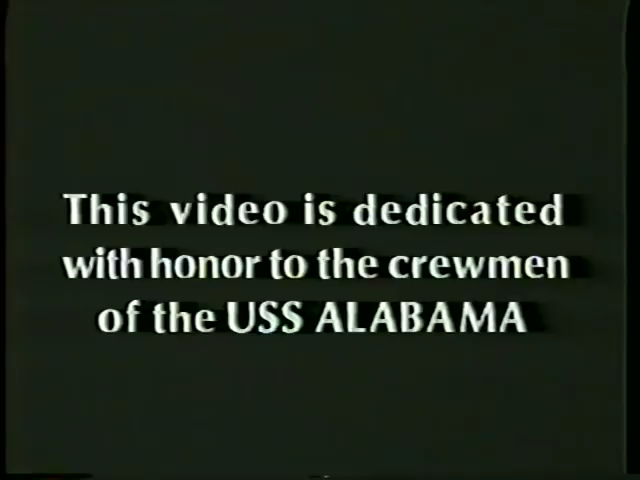 This video is dedicated
with honor to the crewmen
of the USS ALABAMA